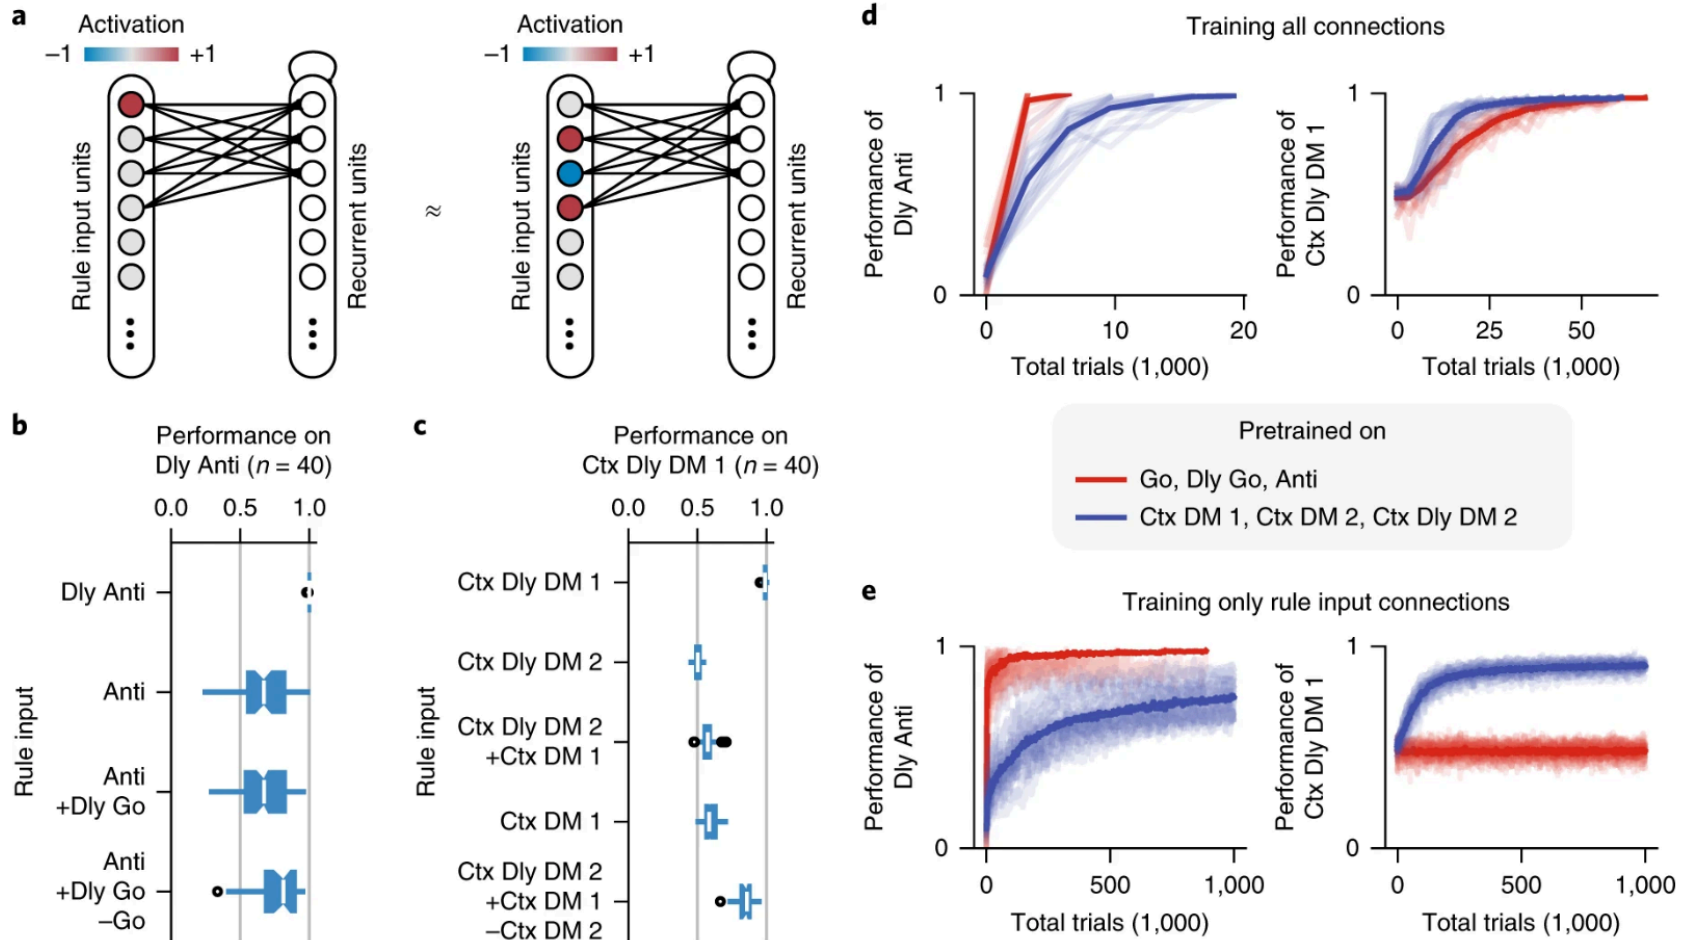 a
Activation
−1 +1
Rule input units
Recurrent units
≈
Activation
−1 +1
Rule input units
Recurrent units
b
Performance on
Dly Anti (n = 40)
0.0 0.5 1.0
Rule input
Dly Anti
Anti
Anti
+Dly Go
Anti
+Dly Go
−Go
c
Performance on
Ctx Dly DM 1 (n = 40)
0.0 0.5 1.0
Rule input
Ctx Dly DM 1
Ctx Dly DM 2
Ctx Dly DM 2
+Ctx DM 1
Ctx DM 1
Ctx Dly DM 2
+Ctx DM 1
−Ctx DM 2
d
Training all connections
Performance of
Dly Anti
1
0
0 10 20
Total trials (1,000)
Performance of
Ctx Dly DM 1
1
0
0 25 50
Total trials (1,000)
Pretrained on
Go, Dly Go, Anti
Ctx DM 1, Ctx DM 2, Ctx Dly DM 2
e
Training only rule input connections
Performance of
Dly Anti
1
0
0 500 1,000
Total trials (1,000)
Performance of
Ctx Dly DM 1
1
0
0 500 1,000
Total trials (1,000)